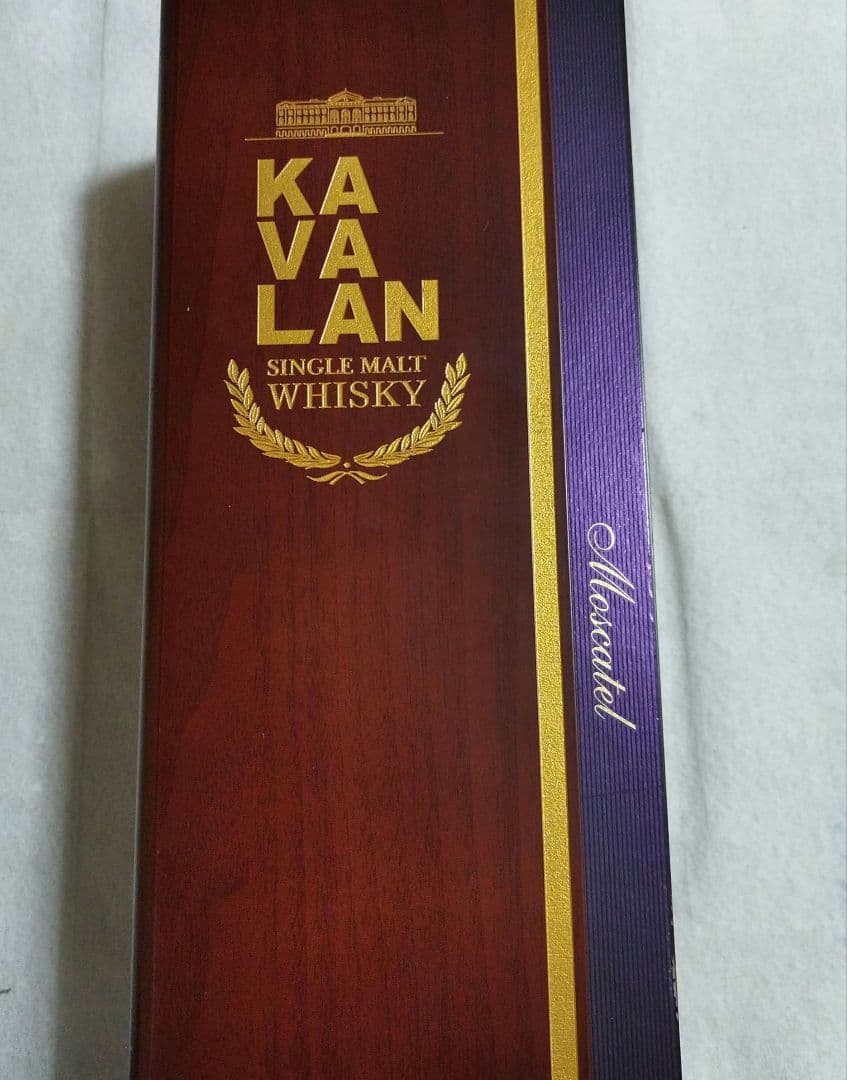 KA
VA
LAN
SINGLE MALT
WHISKY
Moscatel